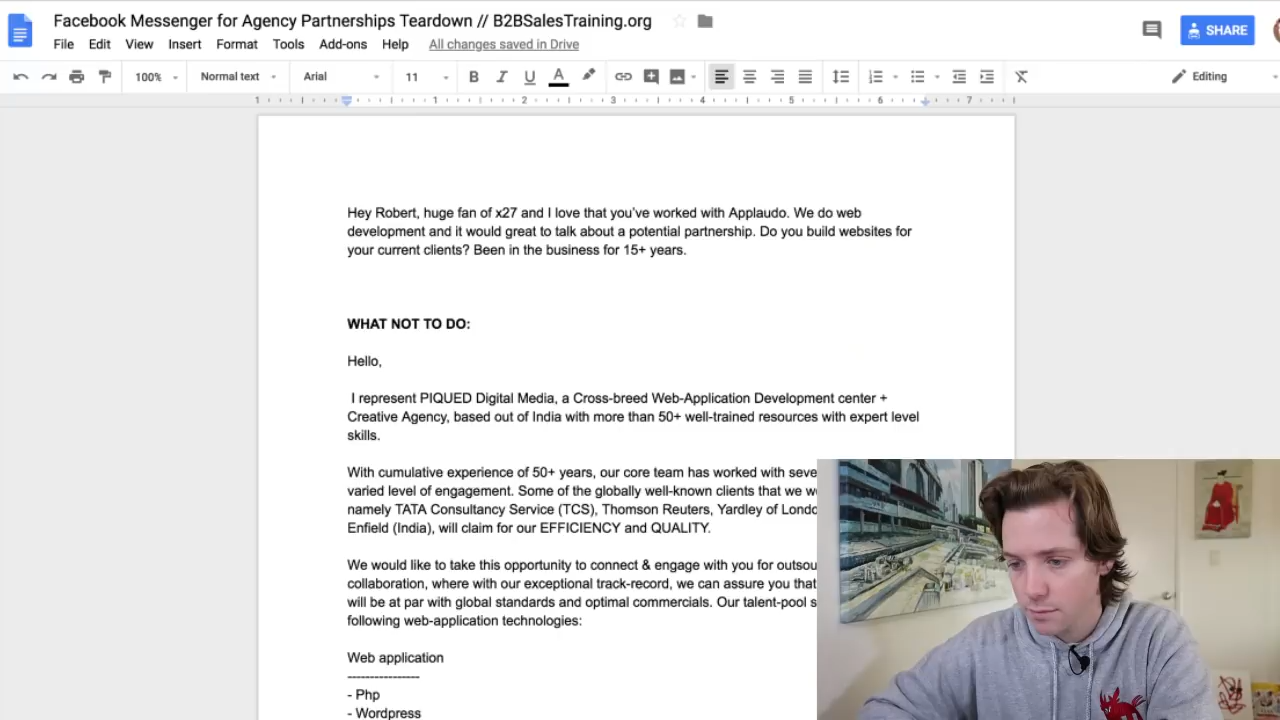 Facebook Messenger for Agency Partnerships Teardown // B2BSalesTraining.org
File Edit View Insert Format Tools Add-ons Help All changes saved in Drive
SHARE
100% Normal text Arial 11 B I U A Editing
1 1 2 3 4 5 6 7
Hey Robert, huge fan of x27 and I love that you’ve worked with Applaudo. We do web
development and it would great to talk about a potential partnership. Do you build websites for
your current clients? Been in the business for 15+ years.
WHAT NOT TO DO:
Hello,
I represent PIQUED Digital Media, a Cross-breed Web-Application Development center +
Creative Agency, based out of India with more than 50+ well-trained resources with expert level
skills.
With cumulative experience of 50+ years, our core team has worked with
varied level of engagement. Some of the globally well-known clients that we
namely TATA Consultancy Service (TCS), Thomson Reuters, Yardley of
Enfield (India), will claim for our EFFICIENCY and QUALITY.
We would like to take this opportunity to connect & engage with you for
collaboration, where with our exceptional track-record, we can assure you that
will be at par with global standards and optimal commercials. Our talent-pool
following web-application technologies:
Web application
----------------
- Php
- Wordpress